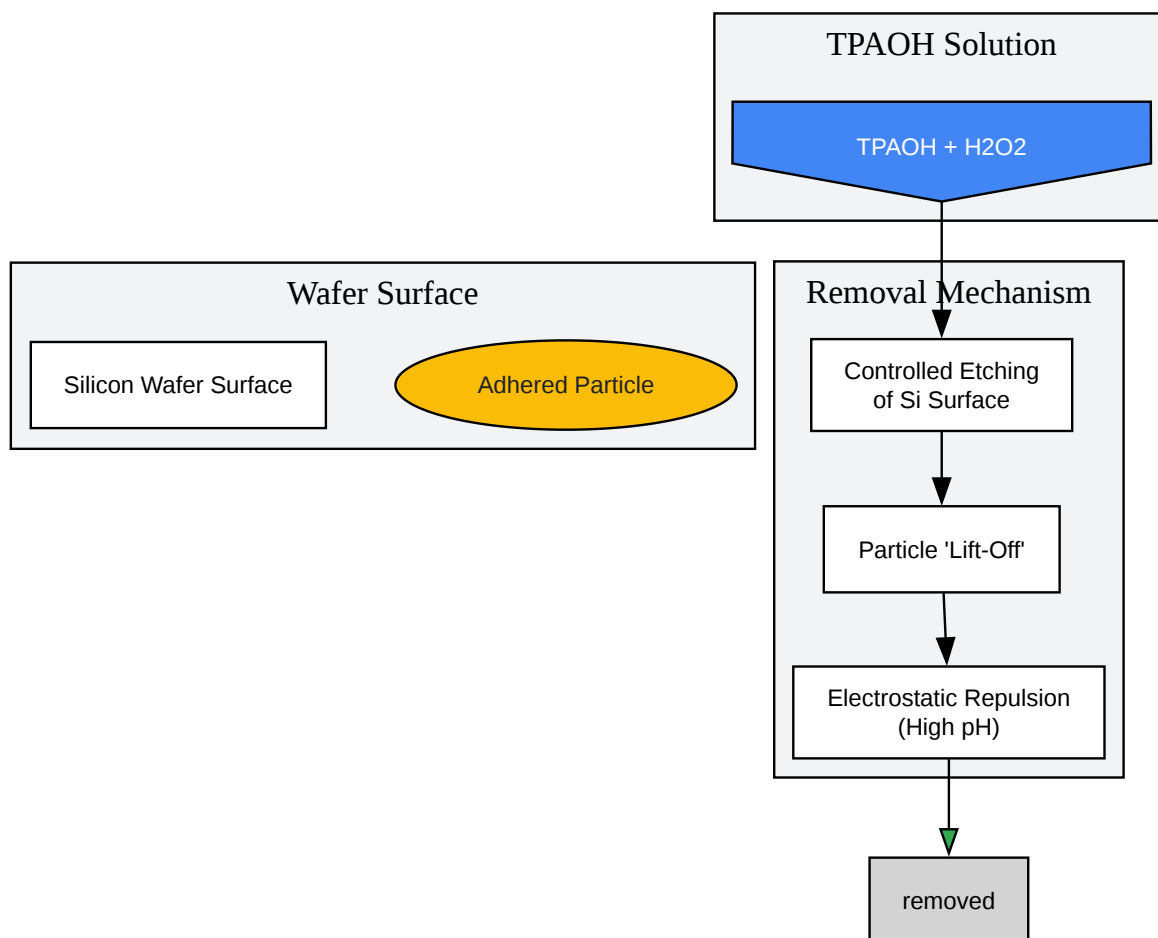 TPAOH Solution
TPAOH + H2O2
Wafer Surface
Silicon Wafer Surface
Adhered Particle
Removal Mechanism
Controlled Etching
of Si Surface
Particle 'Lift-Off'
Electrostatic Repulsion
(High pH)
removed